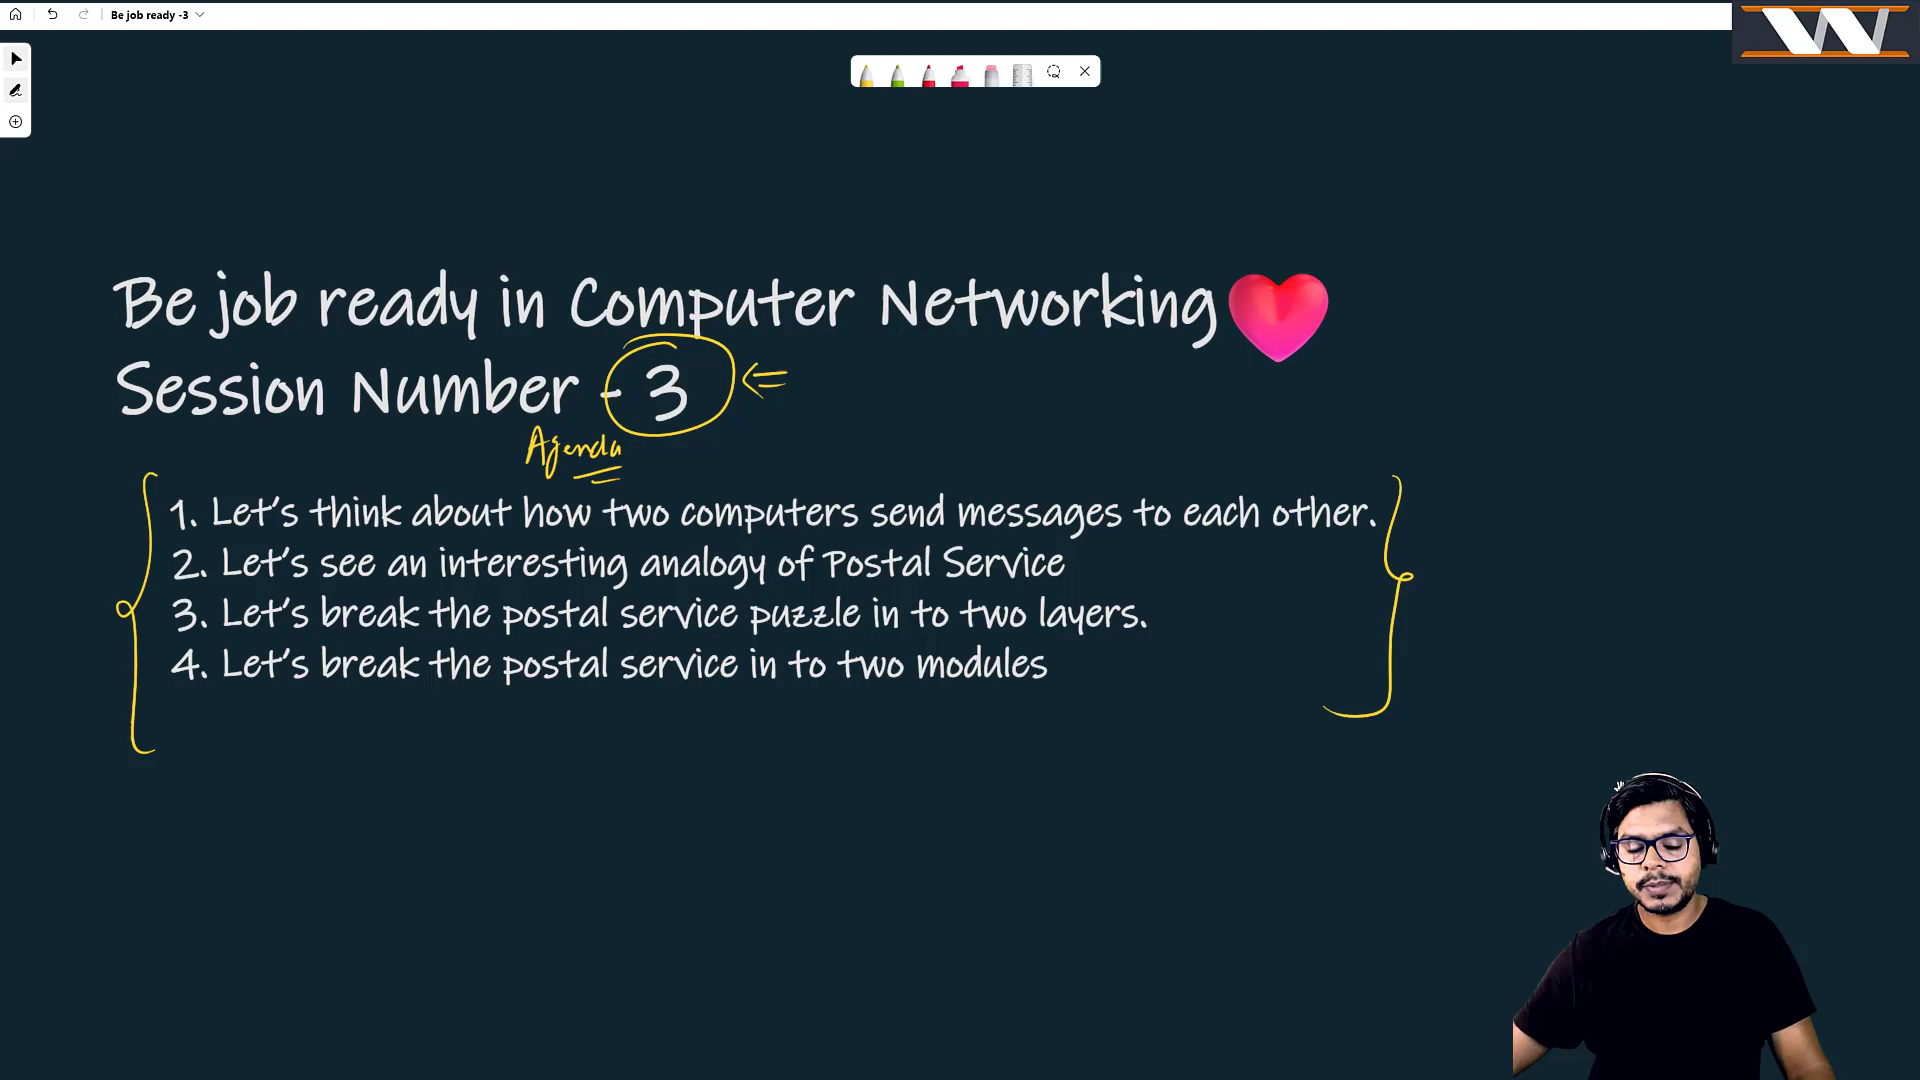 Be job ready -3
Be job ready in Computer Networking
Session Number - 3
Agenda
1. Let's think about how two computers send messages to each other.
2. Let's see an interesting analogy of Postal Service
3. Let's break the postal service puzzle in to two layers.
4. Let's break the postal service in to two modules